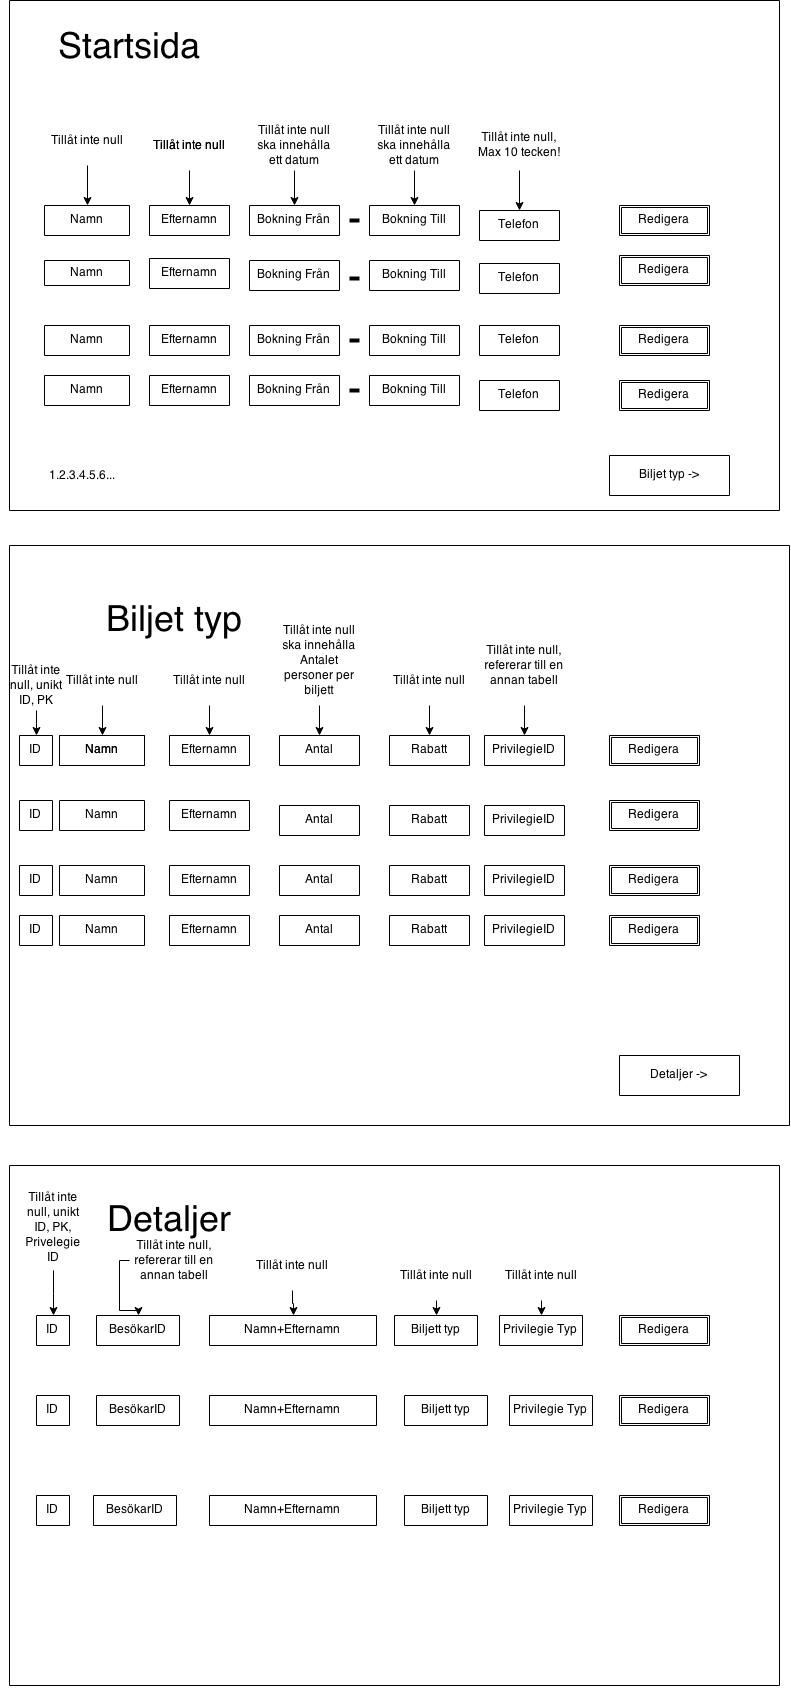 Startsida
Tillåt inte null
Tillåt inte null
Tillåt inte null
ska innehålla
ett datum
Tillåt inte null
ska innehålla
ett datum
Tillåt inte null,
Max 10 tecken!
Namn
Efternamn
Bokning Från
-
Bokning Till
Telefon
Redigera
Namn
Efternamn
Bokning Från
-
Bokning Till
Telefon
Redigera
Namn
Efternamn
Bokning Från
-
Bokning Till
Telefon
Redigera
Namn
Efternamn
Bokning Från
-
Bokning Till
Telefon
Redigera
1.2.3.4.5.6...
Biljet typ ->
Biljet typ
Tillåt inte
null, unikt
ID, PK
Tillåt inte null
Tillåt inte null
Tillåt inte null
ska innehålla
Antalet
personer per
biljett
Tillåt inte null
Tillåt inte null,
refererar till en
annan tabell
ID
Namn
Efternamn
Antal
Rabatt
PrivilegieID
Redigera
ID
Namn
Efternamn
Antal
Rabatt
PrivilegieID
Redigera
ID
Namn
Efternamn
Antal
Rabatt
PrivilegieID
Redigera
ID
Namn
Efternamn
Antal
Rabatt
PrivilegieID
Redigera
Detaljer ->
Detaljer
Tillåt inte
null, unikt
ID, PK,
Privelegie
ID
Tillåt inte null,
refererar till en
annan tabell
Tillåt inte null
Tillåt inte null
Tillåt inte null
ID
BesökarID
Namn+Efternamn
Biljett typ
Privilegie Typ
Redigera
ID
BesökarID
Namn+Efternamn
Biljett typ
Privilegie Typ
Redigera
ID
BesökarID
Namn+Efternamn
Biljett typ
Privilegie Typ
Redigera